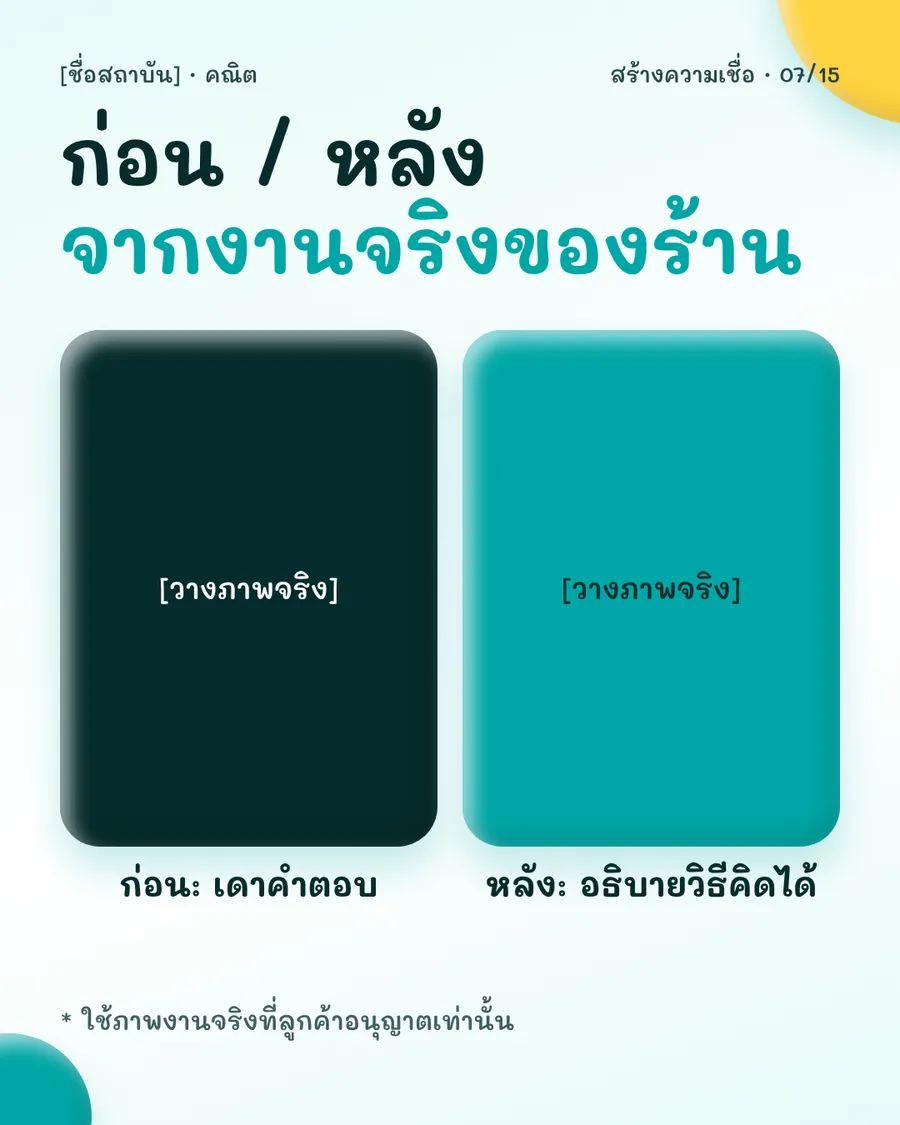 [ชื่อสถาบัน] · คณิต
สร้างความเชื่อ · 07/15
ก่อน / หลัง
จากงานจริงของร้าน
[วางภาพจริง]
[วางภาพจริง]
ก่อน: เดาคำตอบ
หลัง: อธิบายวิธีคิดได้
* ใช้ภาพงานจริงที่ลูกค้าอนุญาตเท่านั้น